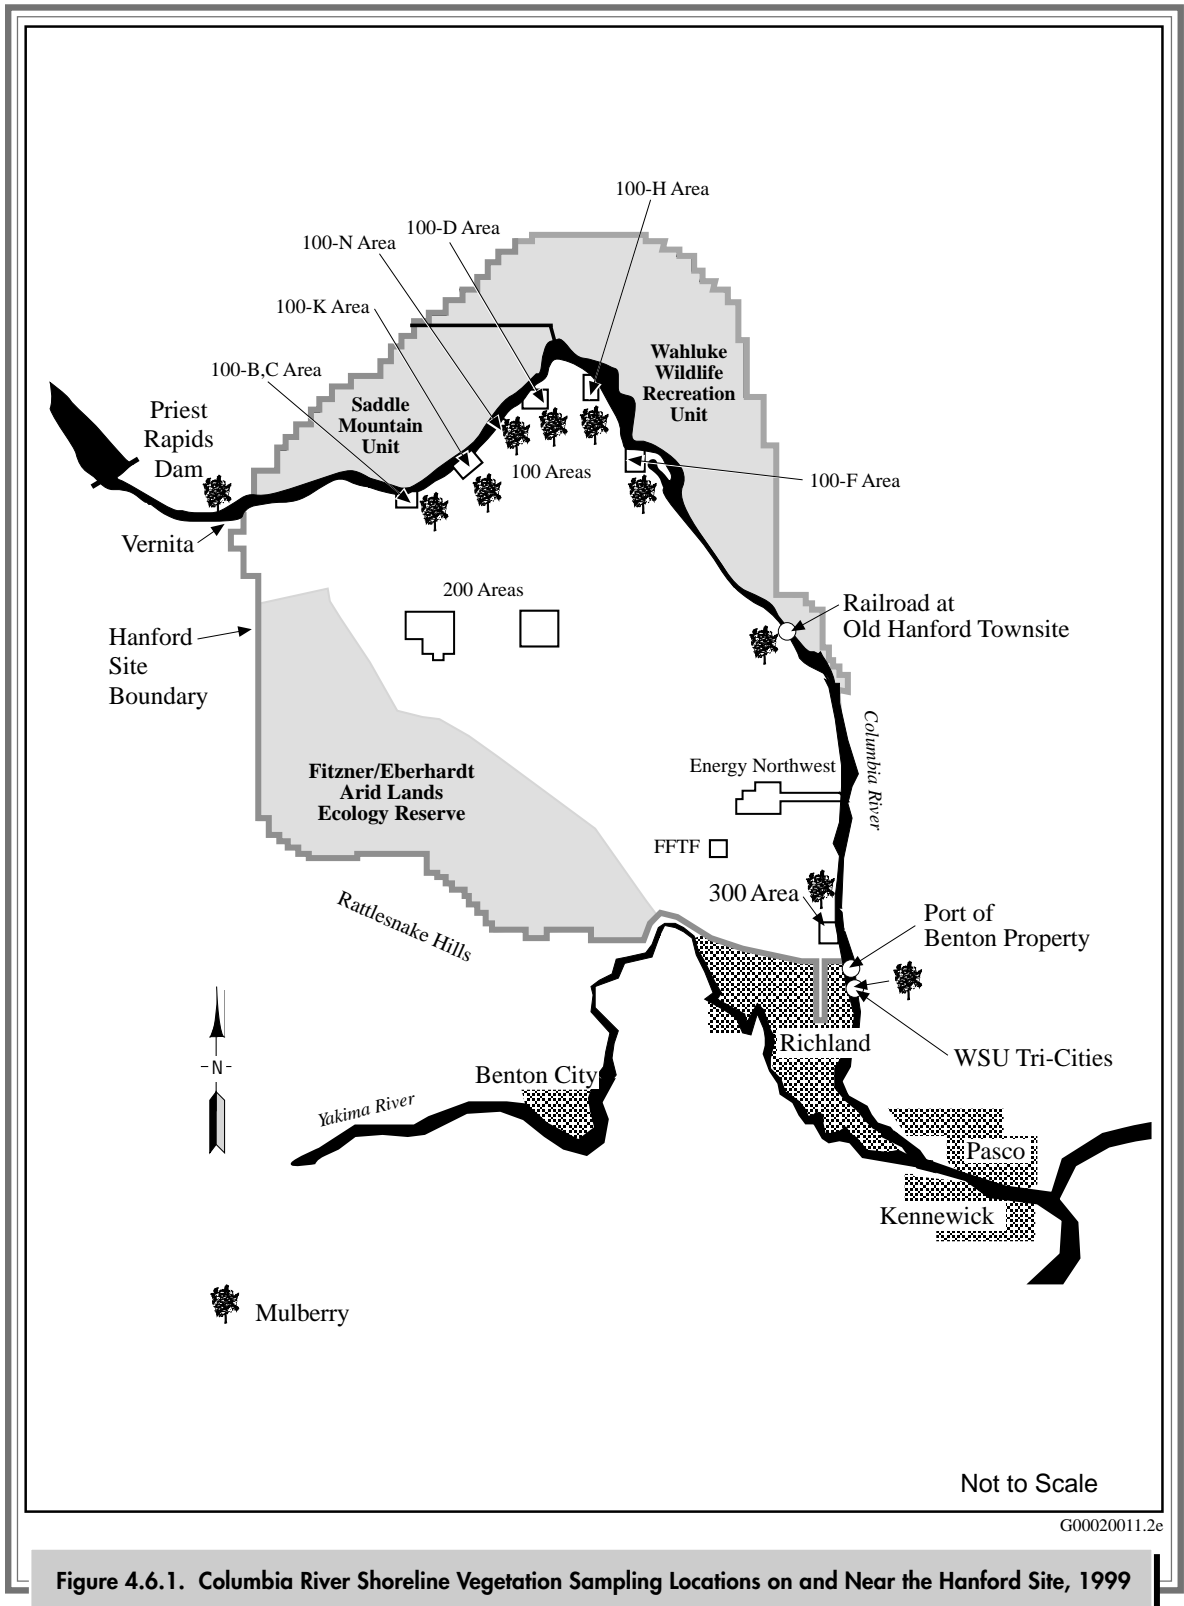 100-H Area
100-D Area
100-N Area
100-K Area
100-B,C Area
Priest
Rapids
Dam
Saddle
Mountain
Unit
Wahluke
Wildlife
Recreation
Unit
100 Areas
100-F Area
Vernita
200 Areas
Railroad at
Old Hanford Townsite
Hanford
Site
Boundary
Columbia River
Energy Northwest
Fitzner/Eberhardt
Arid Lands
Ecology Reserve
FFTF
300 Area
Rattlesnake Hills
Port of
Benton Property
Richland
WSU Tri-Cities
N
Benton City
Yakima River
Pasco
Kennewick
Mulberry
Not to Scale
G00020011.2e
Figure 4.6.1. Columbia River Shoreline Vegetation Sampling Locations on and Near the Hanford Site, 1999